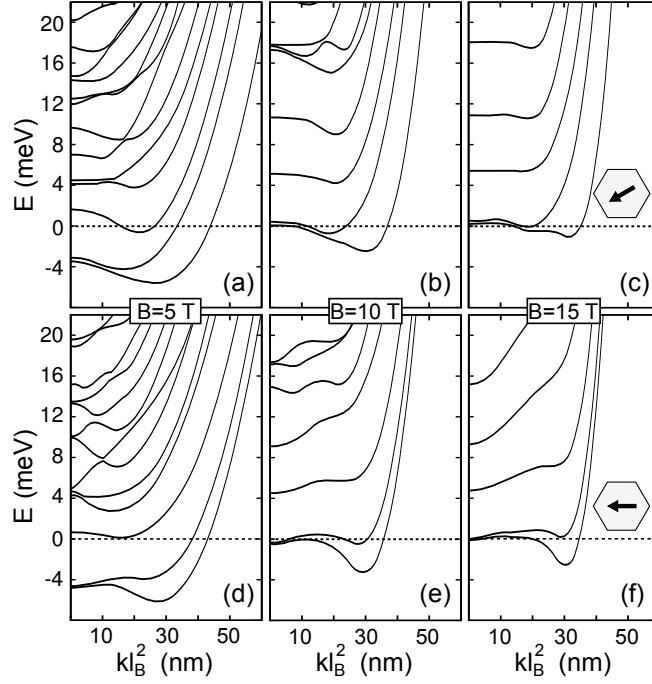 20
16
12
8
4
0
-4
E (meV)
(a)
(b)
(c)
B=5 T
B=10 T
B=15 T
20
16
12
8
4
0
-4
E (meV)
(d)
(e)
(f)
10 30 50
10 30 50
10 30 50
kl_B^2 (nm)
kl_B^2 (nm)
kl_B^2 (nm)